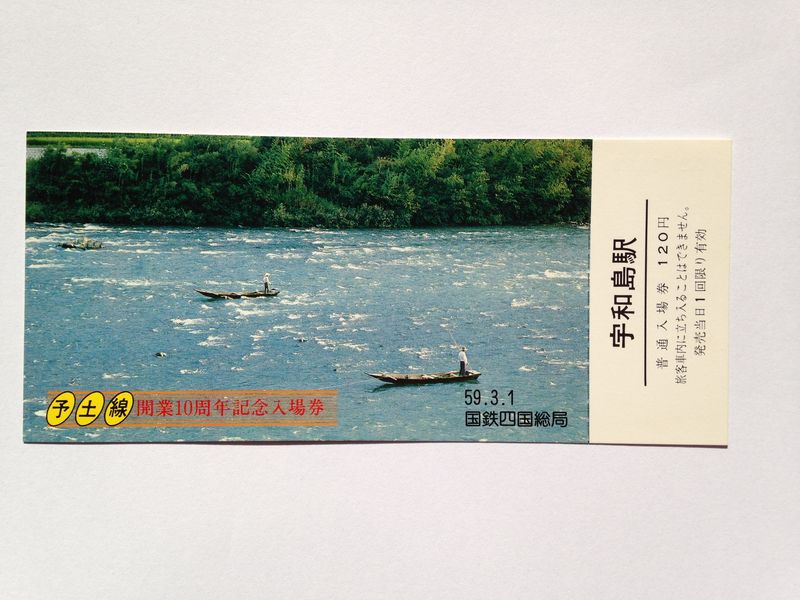 予土線 開業10周年記念入場券
59.3.1
国鉄四国総局
宇和島駅
普通入場券 120円
旅客車内に立ち入ることはできません。
発売当日1回限り有効